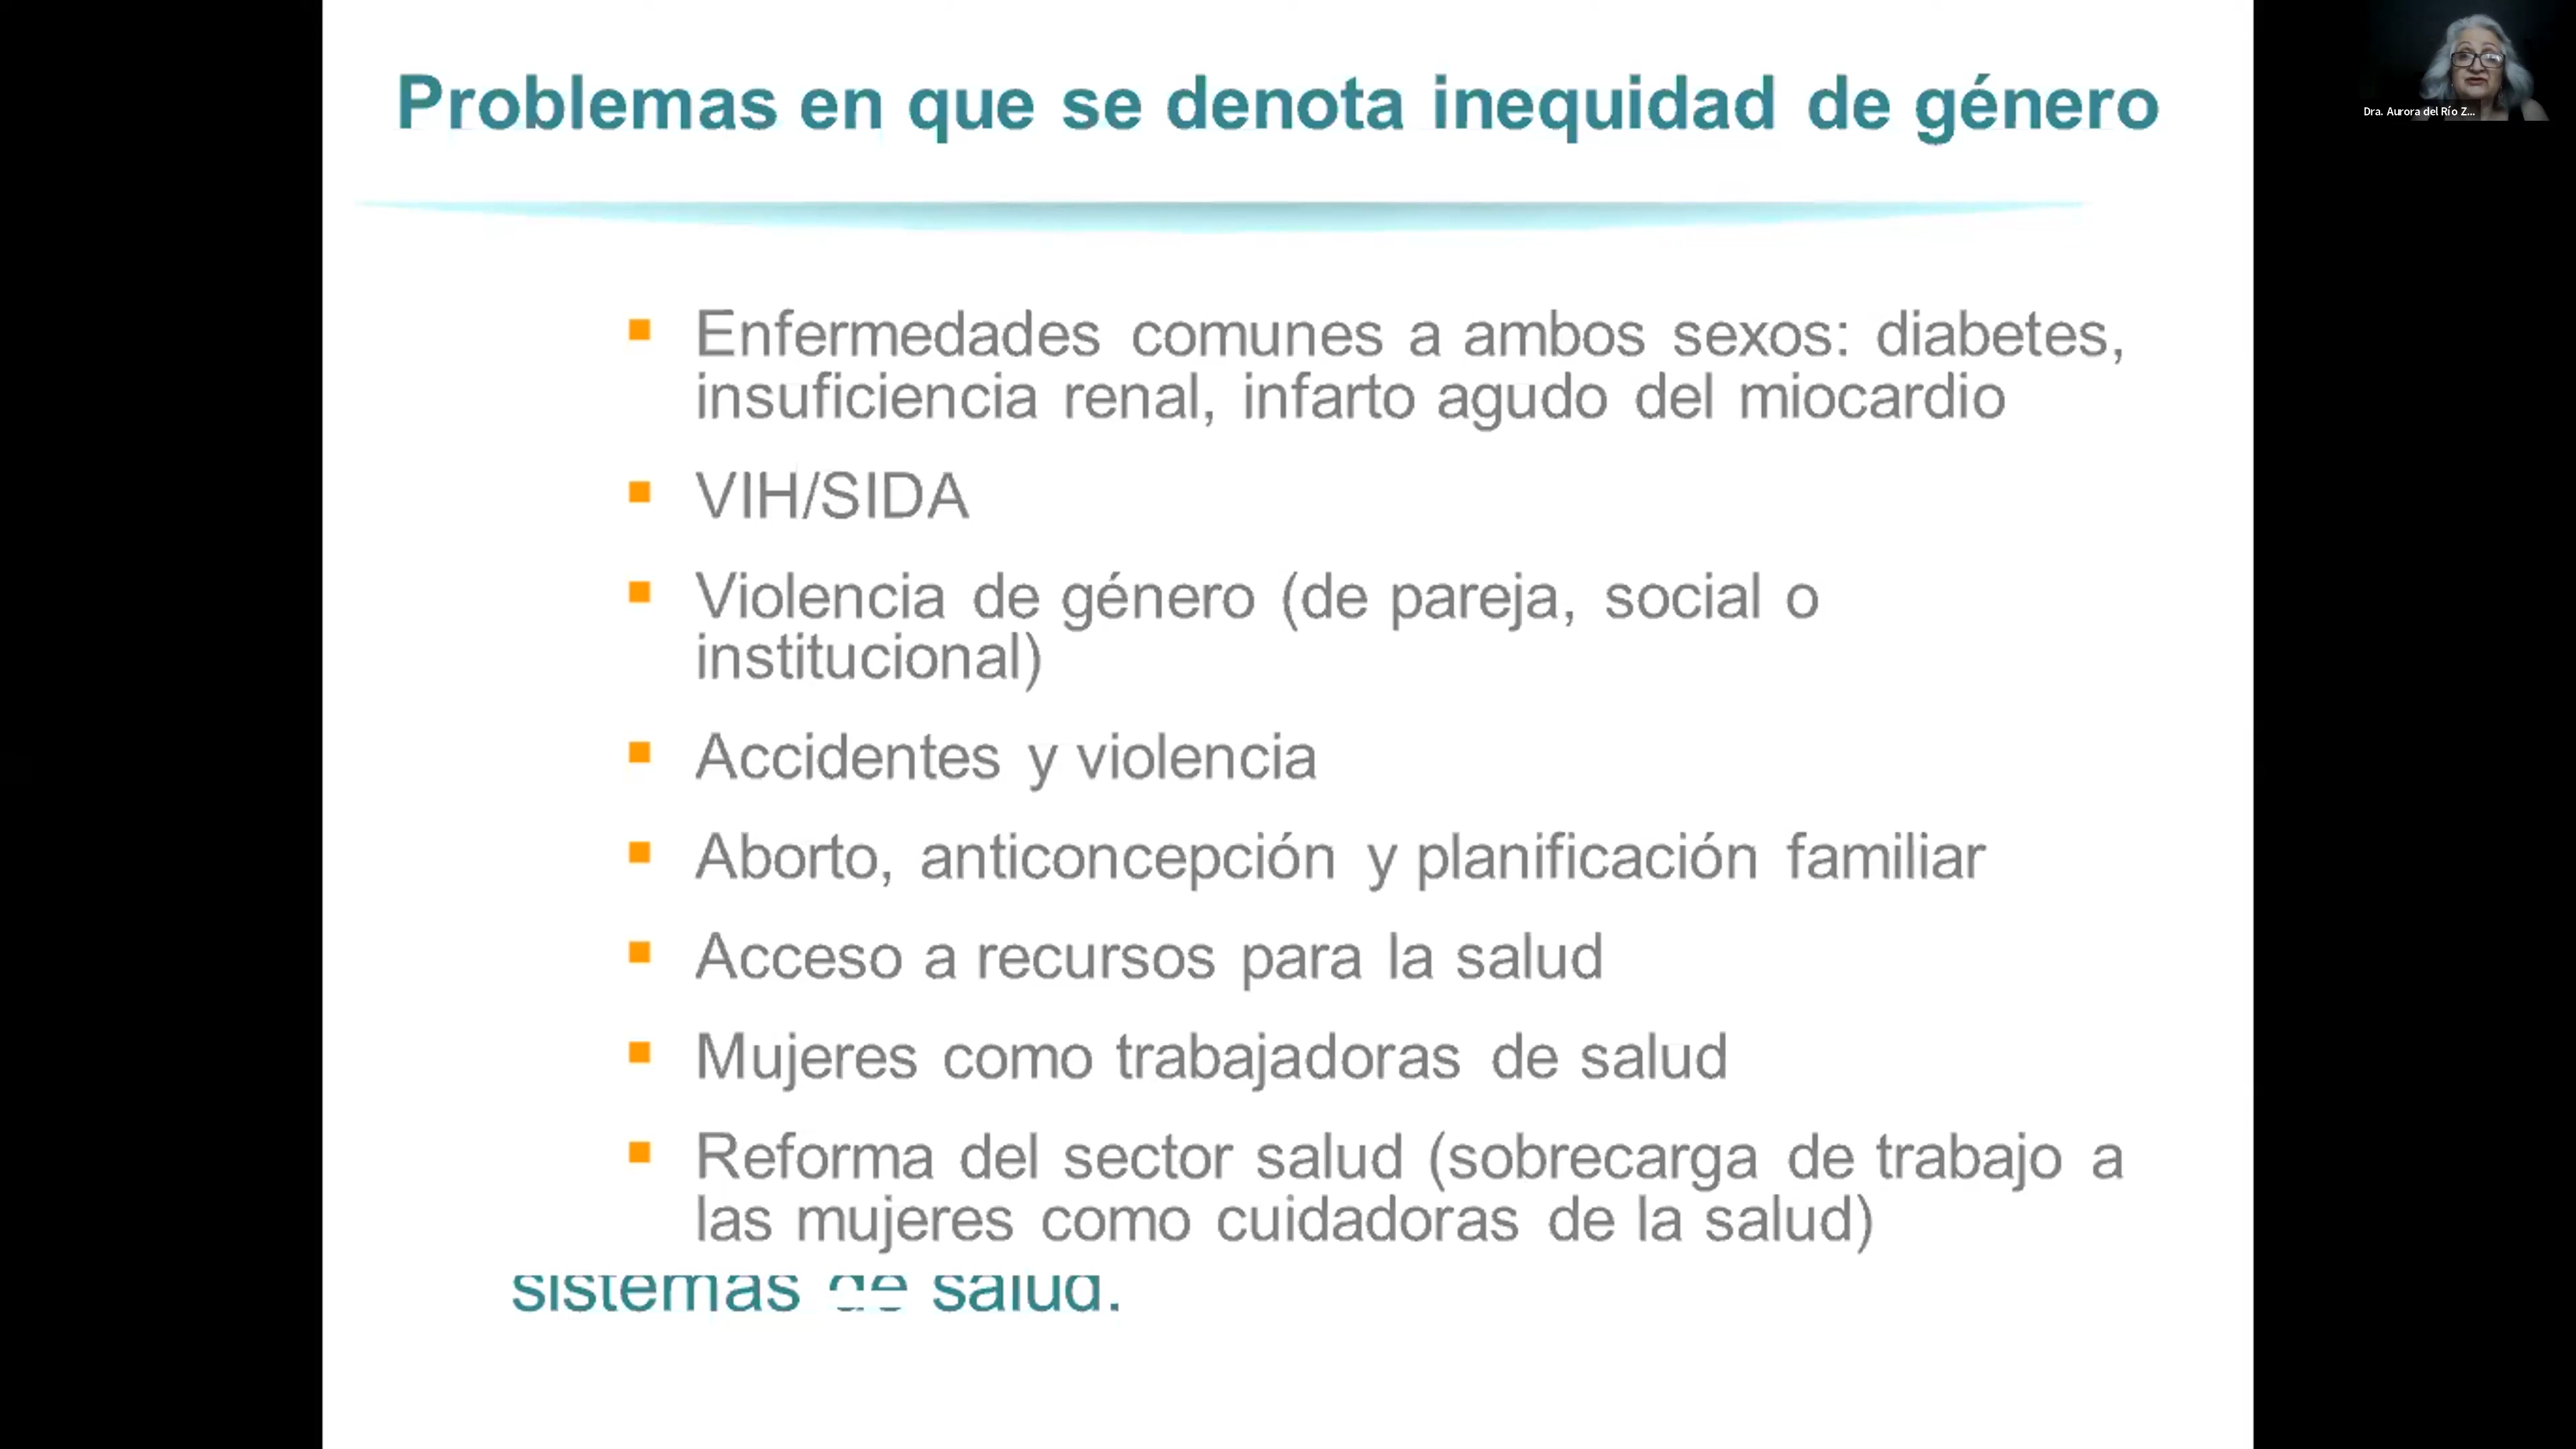 Problemas en que se denota inequidad de género
Dra. Aurora del Río Z...
▪ Enfermedades comunes a ambos sexos: diabetes,
insuficiencia renal, infarto agudo del miocardio
▪ VIH/SIDA
▪ Violencia de género (de pareja, social o
institucional)
▪ Accidentes y violencia
▪ Aborto, anticoncepción y planificación familiar
▪ Acceso a recursos para la salud
▪ Mujeres como trabajadoras de salud
▪ Reforma del sector salud (sobrecarga de trabajo a
las mujeres como cuidadoras de la salud)
sistemas de salud.